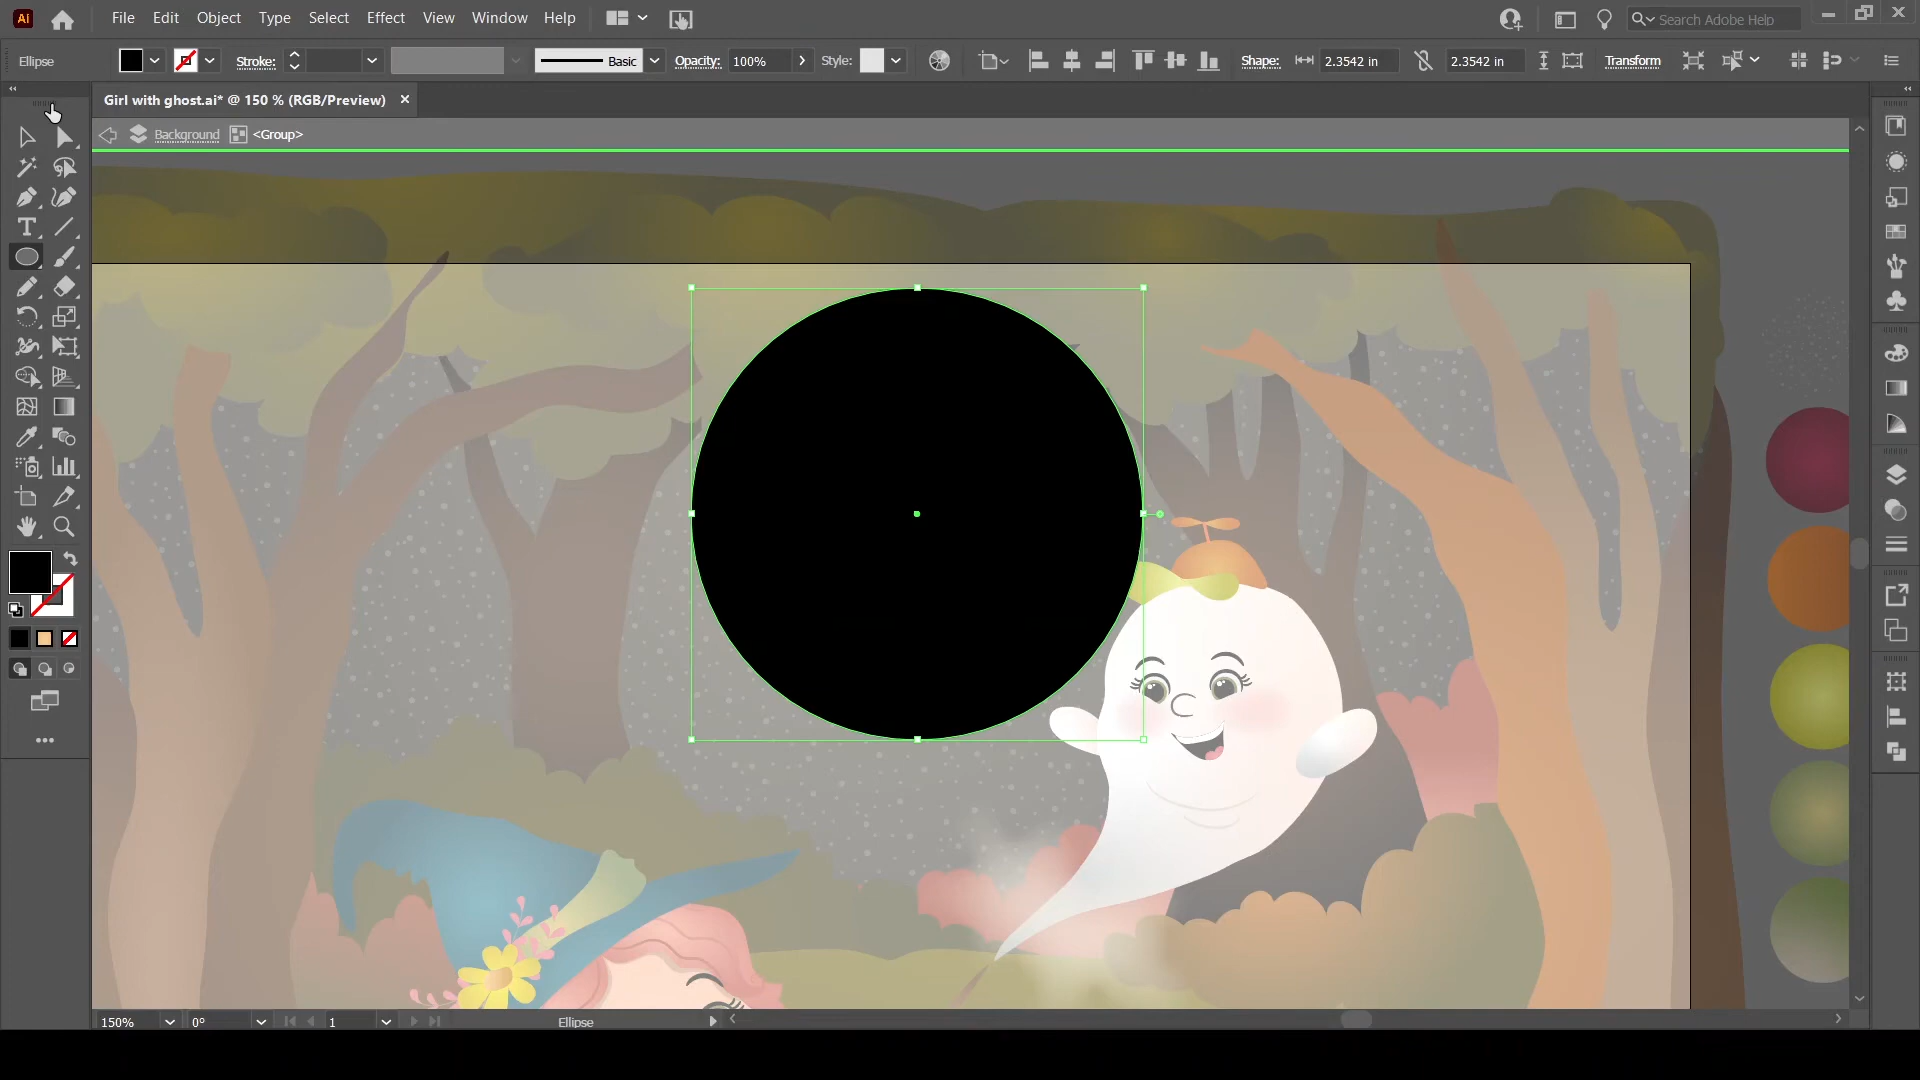 Ai File Edit Object Type Select Effect View Window Help Search Adobe Help
Ellipse Stroke: Basic Opacity: 100% Style: Shape: 2.3542 in 2.3542 in Transform
Girl with ghost.ai* @ 150 % (RGB/Preview)
Background <Group>
150% 0° 1 Ellipse